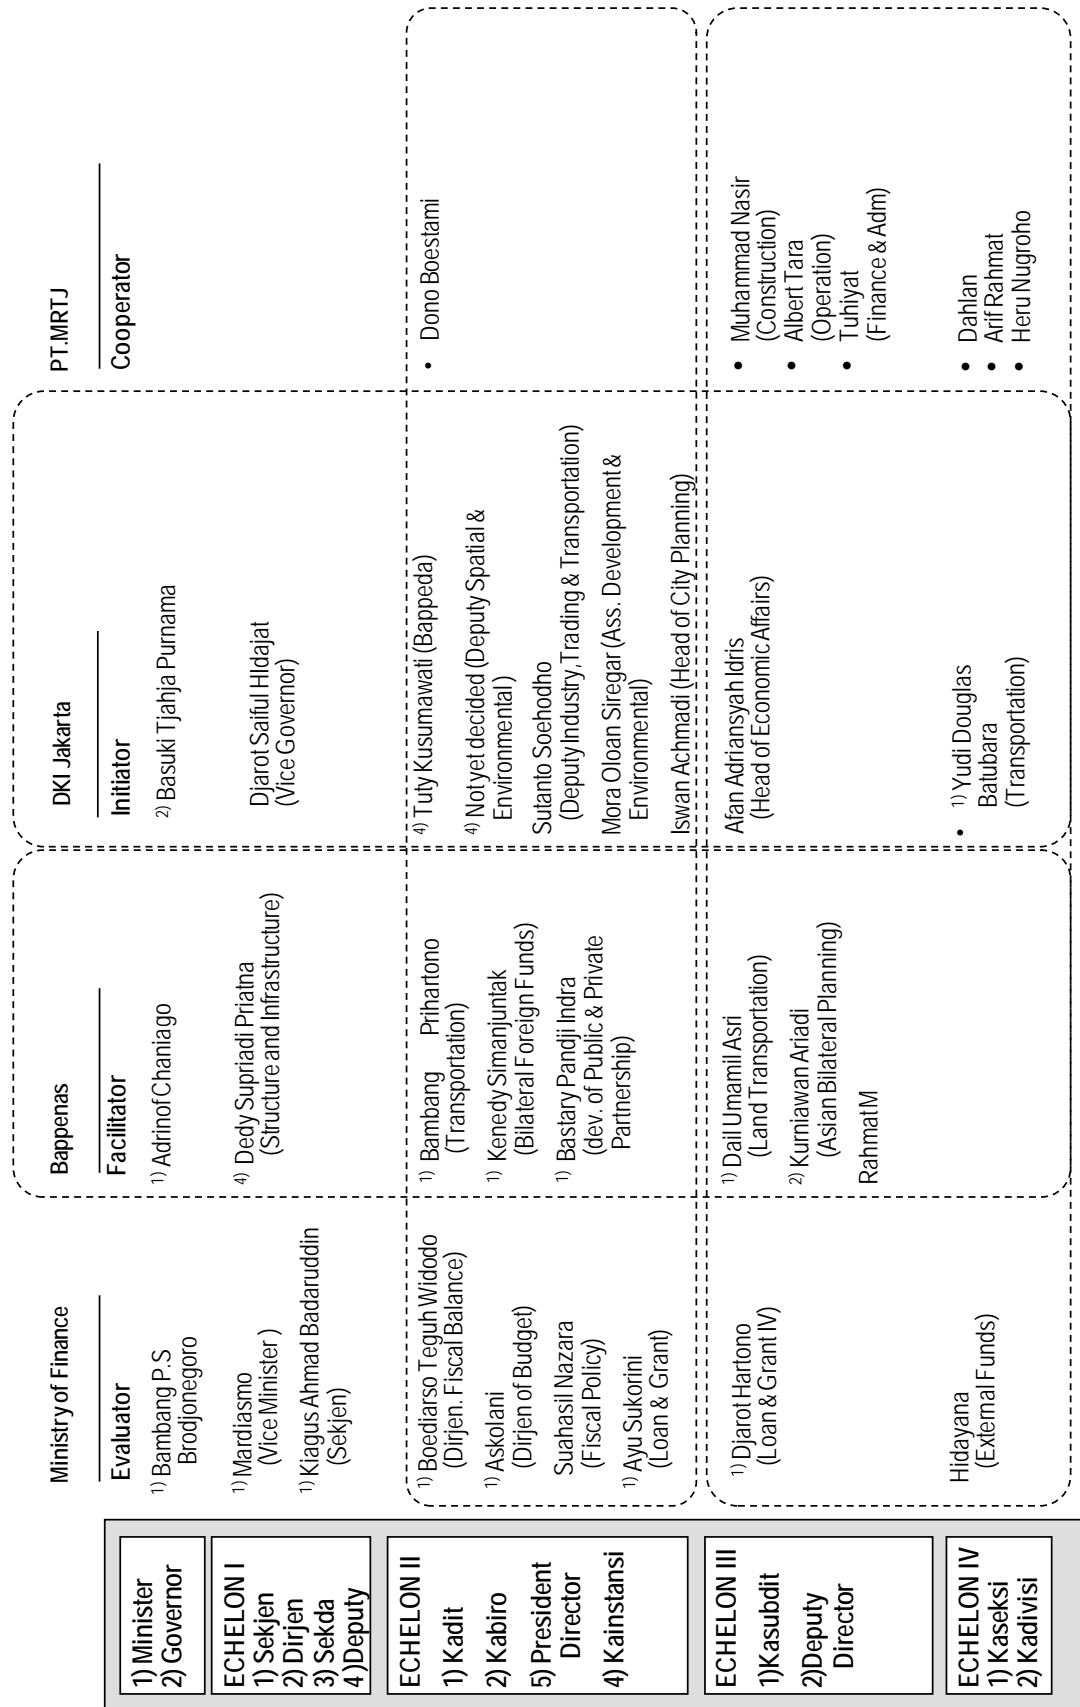 Ministry of Finance
Bappenas
DKI Jakarta
PT.MRTJ
Evaluator
Facilitator
Initiator
Cooperator
1) Minister
2) Governor
1) Bambang P.S
Brodjonegoro
1) Adrinof Chaniago
2) Basuki Tjahja Purnama
ECHELON I
1) Sekjen
2) Dirjen
3) Sekda
4)Deputy
1) Mardiasmo
(Vice Minister )
1) Kiagus Ahmad Badaruddin
(Sekjen)
4) Dedy Supriadi Priatna
(Structure and Infrastructure)
Djarot Saiful HIdajat
(Vice Governor)
ECHELON II
1) Kadit
2) Kabiro
5) President
Director
4) Kainstansi
1) Boediarso Teguh Widodo
(Dirjen. Fiscal Balance)
1) Askolani
(Dirjen of Budget)
Suahasil Nazara
(Fiscal Policy)
1) Ayu Sukorini
(Loan & Grant)
1) Bambang Prihartono
(Transportation)
1) Kenedy Simanjuntak
(Bilateral Foreign Funds)
1) Bastary Pandji Indra
(dev. of Public & Private
Partnership)
4) Tuty Kusumawati (Bappeda)
4) Not yet decided (Deputy Spatial &
Environmental )
Sutanto Soehodho
(Deputy Industry, Trading & Transportation)
Mora Oloan Siregar (Ass. Development &
Environmental)
Iswan Achmadi (Head of City Planning)
• Dono Boestami
ECHELON III
1)Kasubdit
2)Deputy
Director
1) Djarot Hartono
(Loan & Grant IV)
1) Dail Umamil Asri
(Land Transportation)
2) Kurniawan Ariadi
(Asian Bilateral Planning)
Rahmat M
Afan Adriansyah Idris
(Head of Economic Affairs)
• Muhammad Nasir
(Construction)
• Albert Tara
(Operation)
• Tuhiyat
(Finance & Adm)
ECHELON IV
1) Kaseksi
2) Kadivisi
Hidayana
(External Funds)
• 1) Yudi Douglas
Batubara
(Transportation)
• Dahlan
• Arif Rahmat
• Heru Nugroho